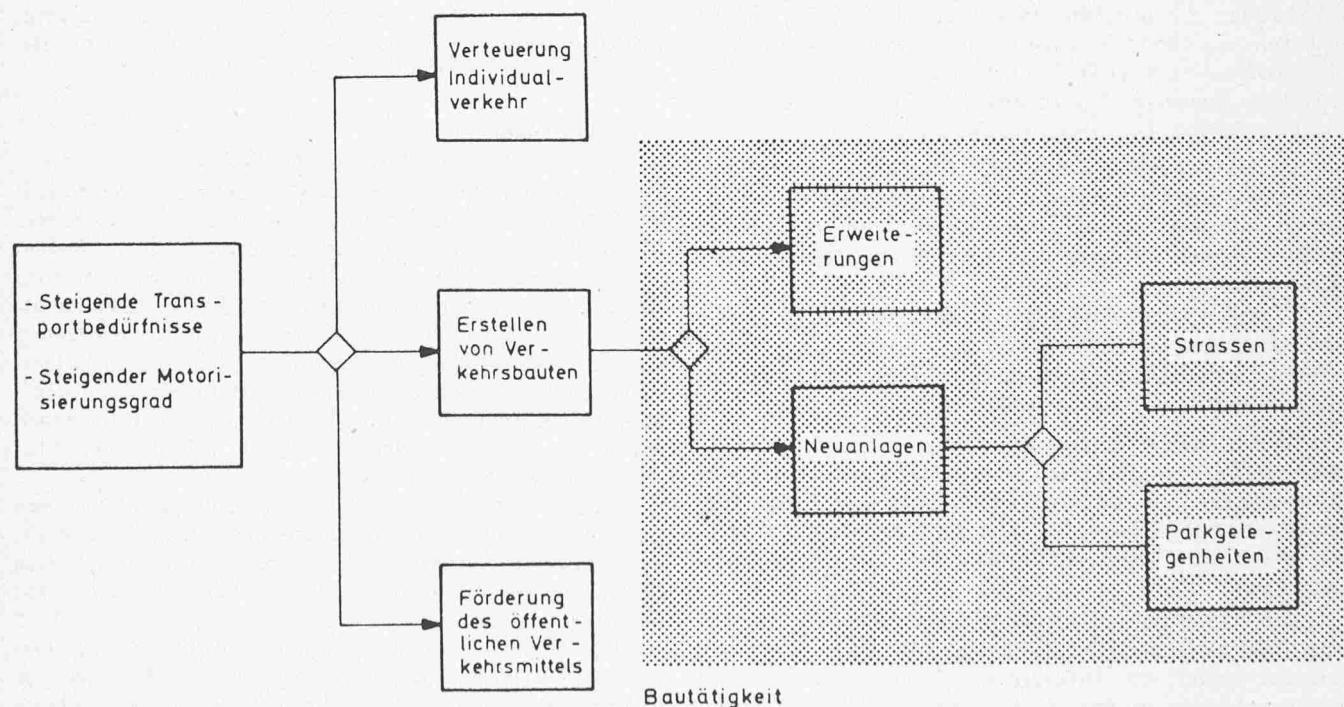 Verteuerung
Individual-
verkehr
- Steigende Trans-
portbedürfnisse
- Steigender Motori-
sierungsgrad
Erstellen
von Ver-
kehrsbauten
Förderung
des öffent-
lichen Ver-
kehrsmittels
Erweite-
rungen
Neuanlagen
Strassen
Parkgele-
genheiten
Bautätigkeit